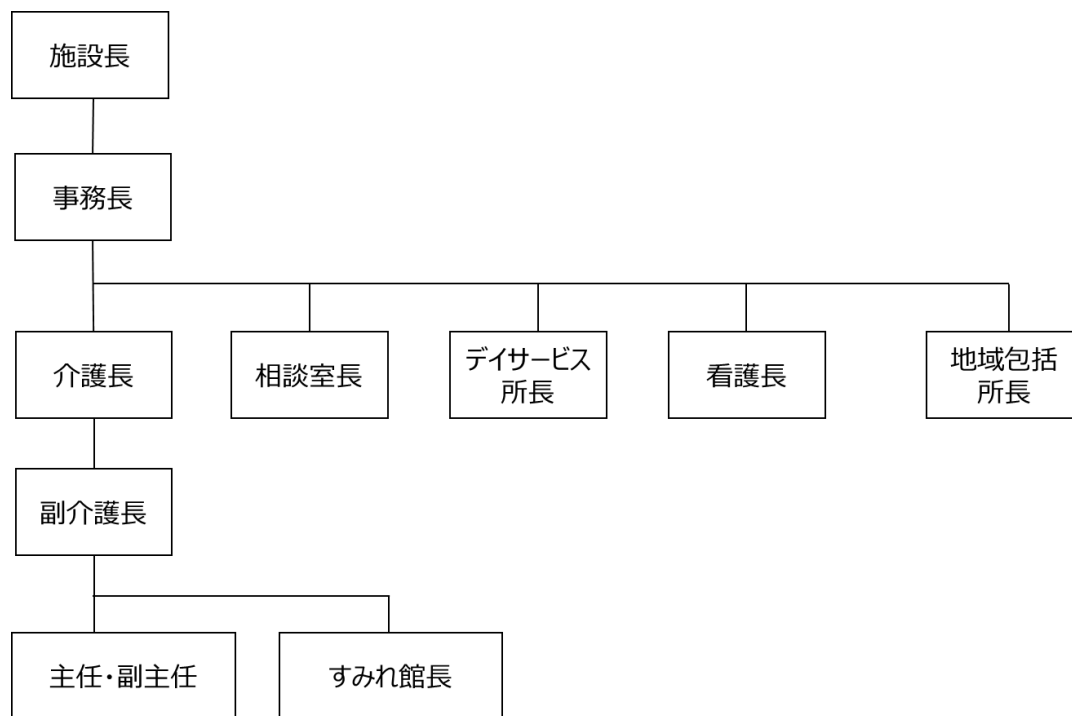 施設長
事務長
介護長
相談室長
デイサービス
所長
看護長
地域包括
所長
副介護長
主任・副主任
すみれ館長